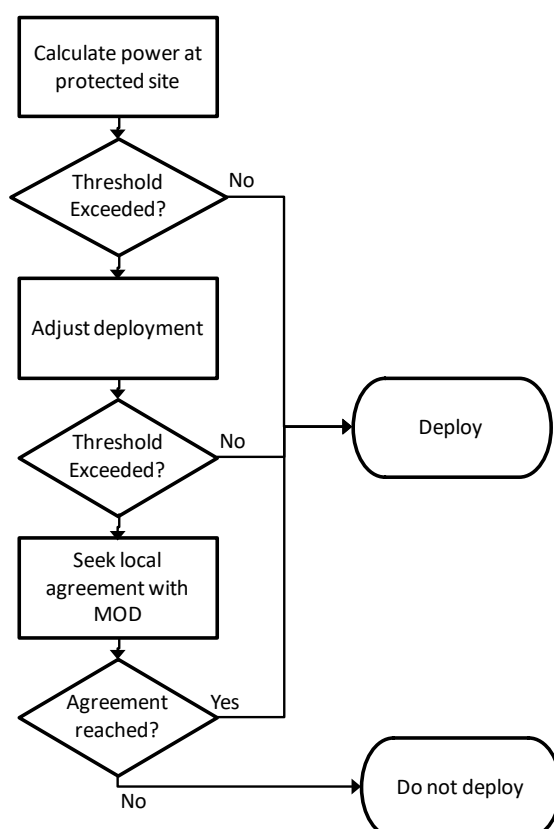 Calculate power at
protected site
Threshold
Exceeded?
No
Adjust deployment
Threshold
Exceeded?
No
Deploy
Seek local
agreement with
MOD
Agreement
reached?
Yes
No
Do not deploy